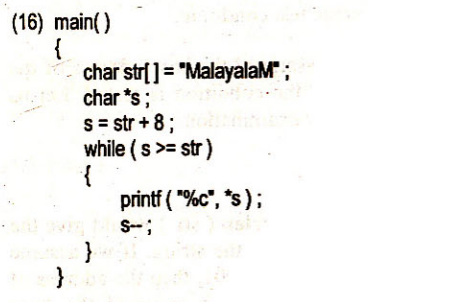 (16) main( )
{
char str[ ] = "MalayalaM" ;
char *s ;
s = str + 8 ;
while ( s >= str )
{
printf ( "%c", *s ) ;
s-- ;
}
}